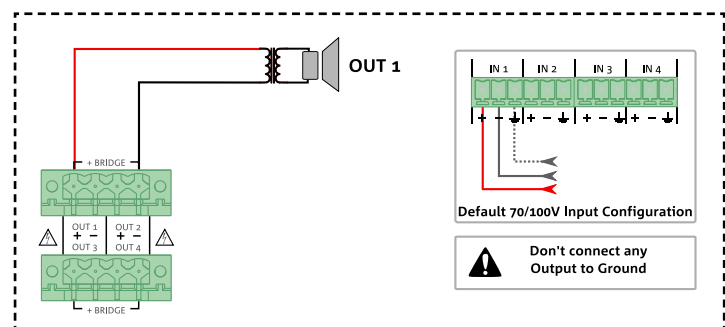 OUT 1
+ BRIDGE
OUT 1 OUT 2
+ - + -
OUT 3 OUT 4
+ BRIDGE
IN 1 IN 2 IN 3 IN 4
+ - + - + - + -
Default 70/100V Input Configuration
Don't connect any
Output to Ground